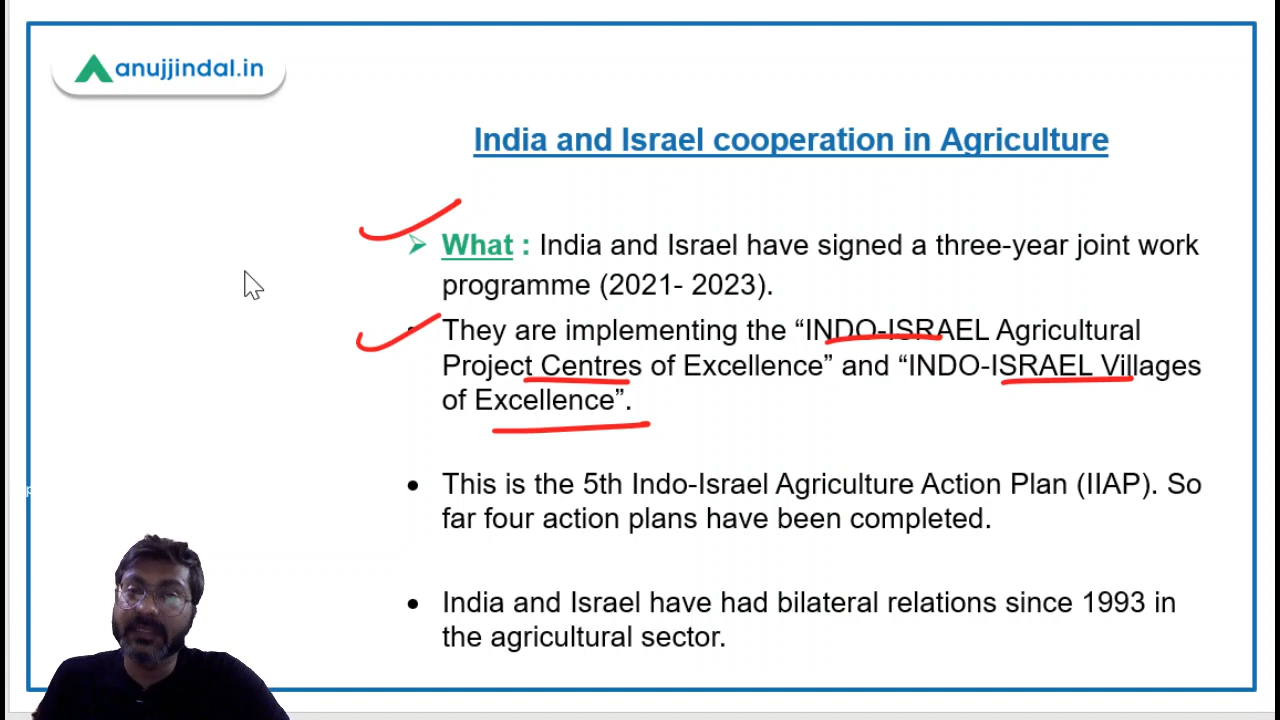 anujjindal.in
India and Israel cooperation in Agriculture
What : India and Israel have signed a three-year joint work
programme (2021- 2023).
They are implementing the “INDO-ISRAEL Agricultural
Project Centres of Excellence” and “INDO-ISRAEL Villages
of Excellence”.
This is the 5th Indo-Israel Agriculture Action Plan (IIAP). So
far four action plans have been completed.
India and Israel have had bilateral relations since 1993 in
the agricultural sector.